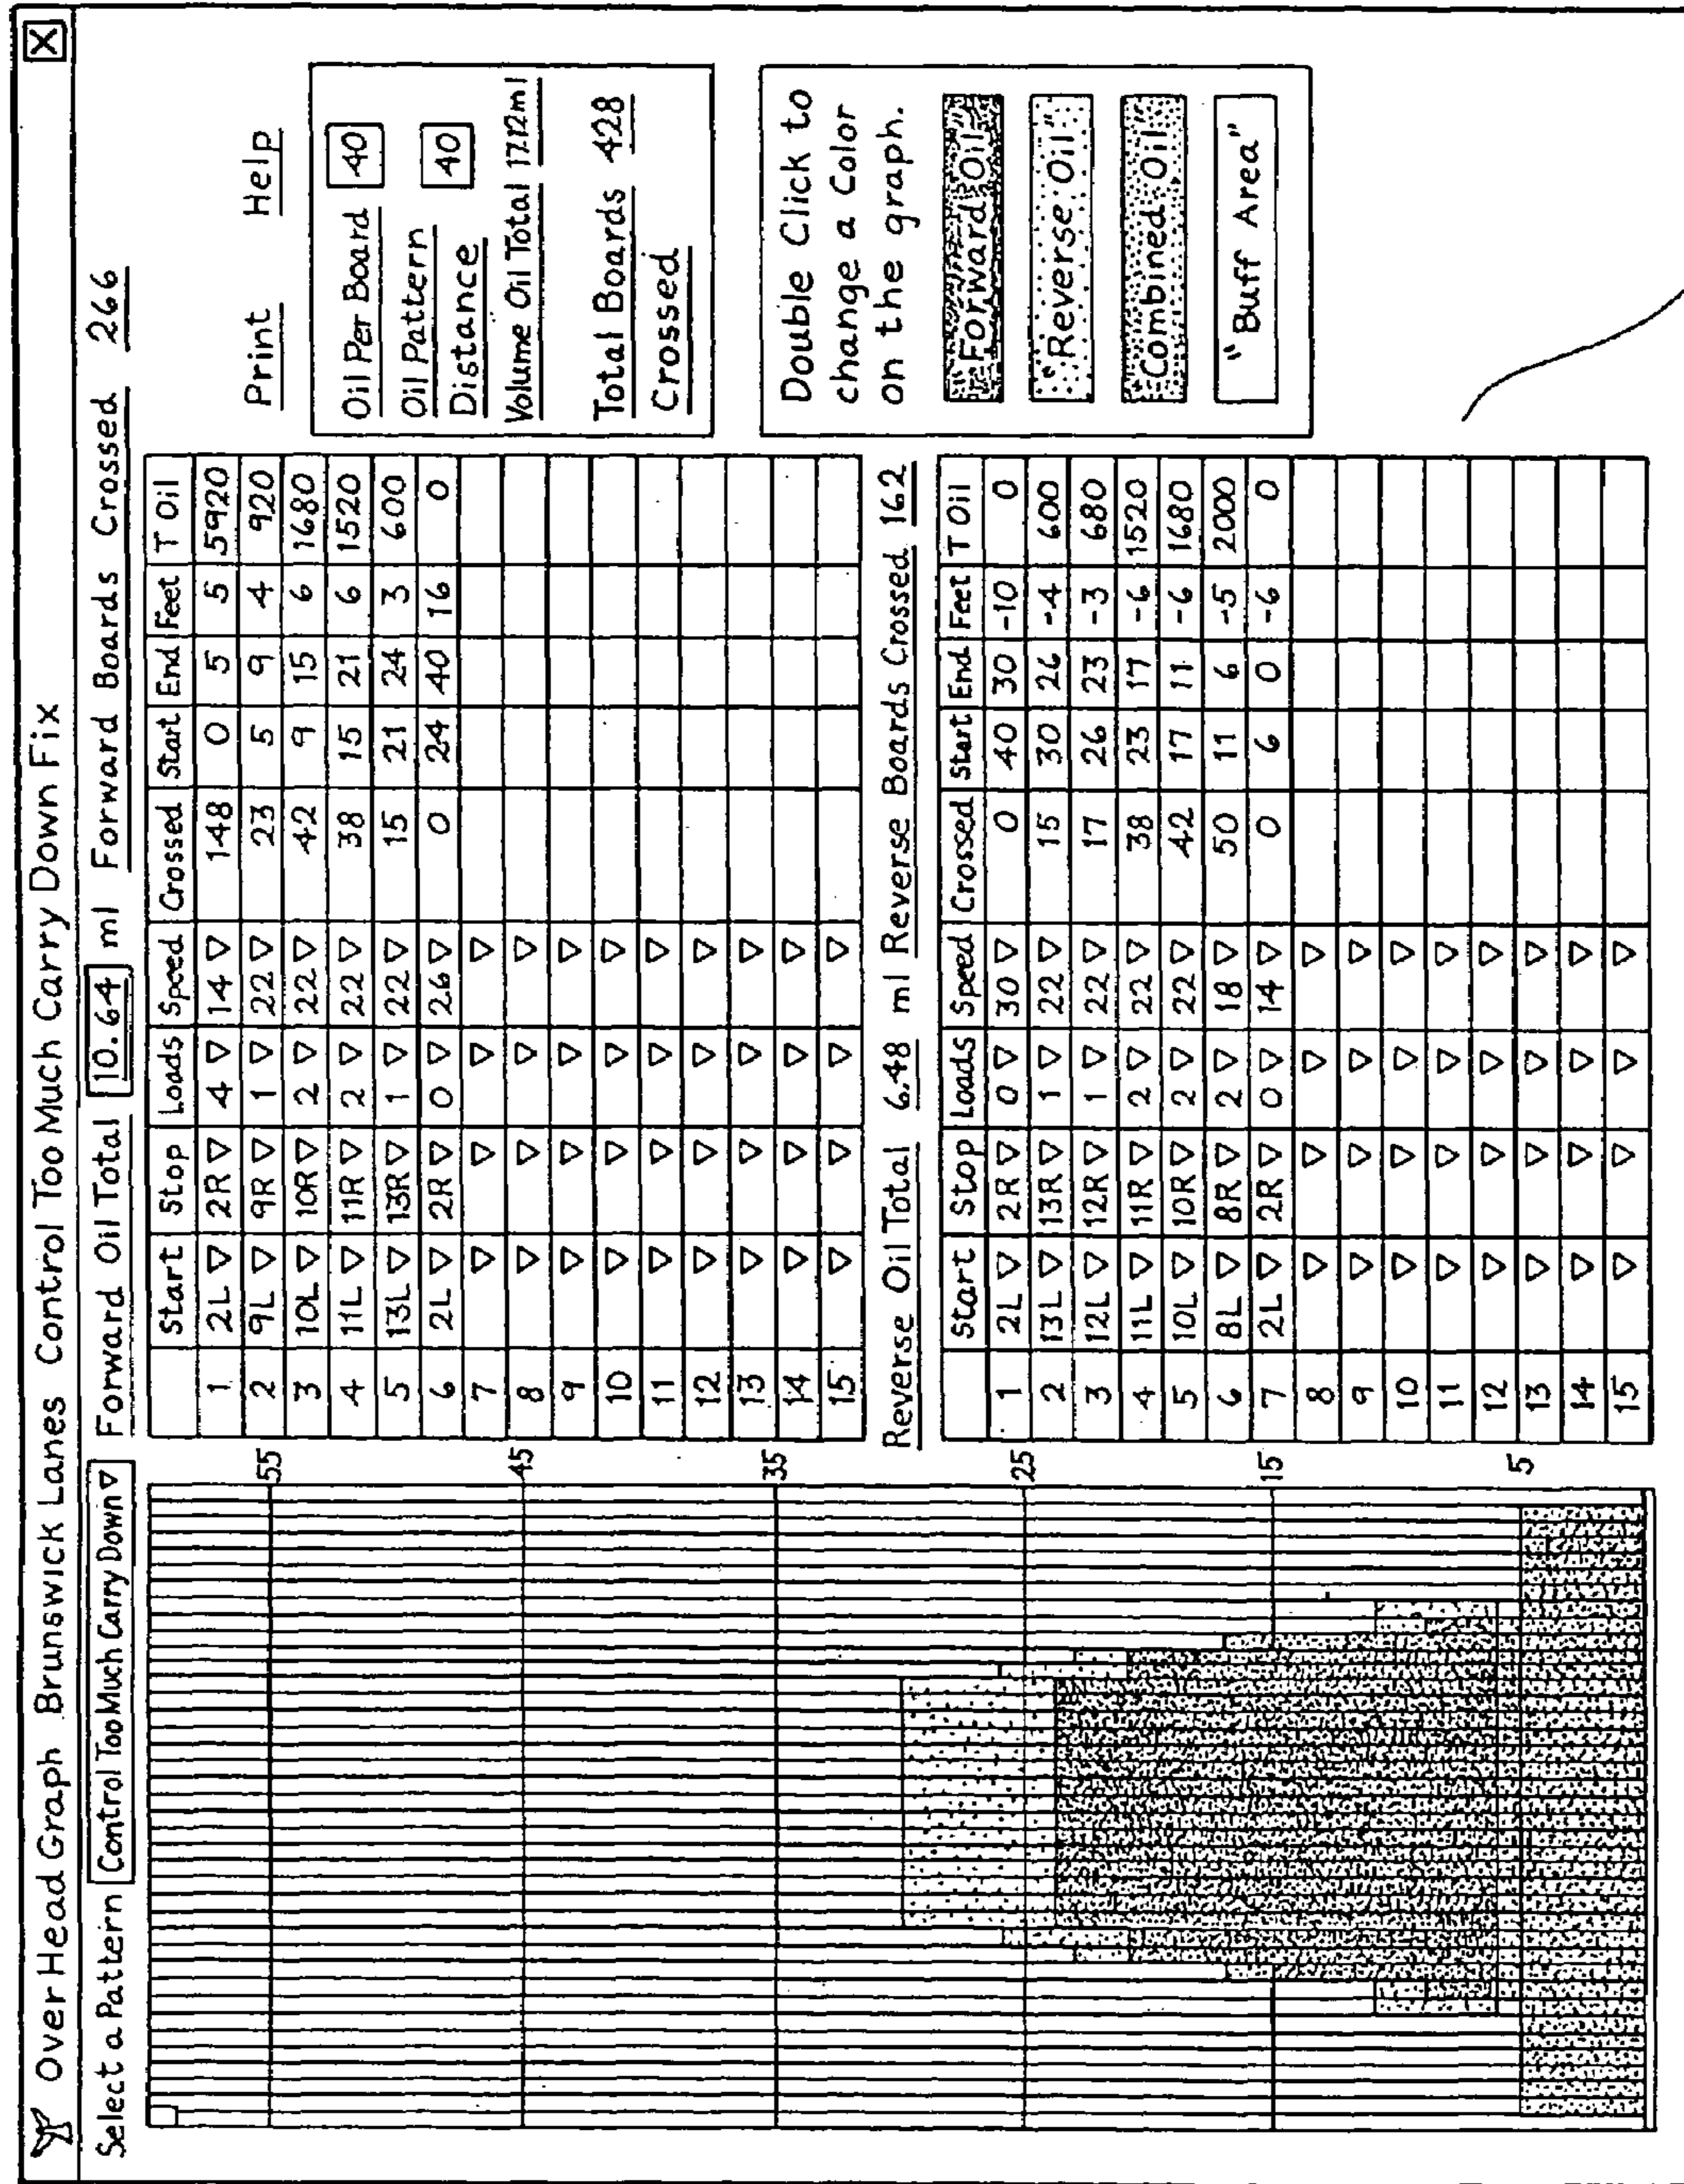 Over Head Graph Brunswick Lanes Control Too Much Carry Down Fix X
Select a Pattern Control Too Much Carry Down ▽ Forward Oil Total 10.64 ml Forward Boards Crossed 266
Print Help
55
45
35
25
15
5
Start Stop Loads Speed Crossed Start End Feet T Oil
1 2L ▽ 2R ▽ 4 ▽ 14 ▽ 148 0 5 5 5920
2 9L ▽ 9R ▽ 1 ▽ 22 ▽ 23 5 9 4 920
3 10L ▽ 10R ▽ 2 ▽ 22 ▽ 42 9 15 6 1680
4 11L ▽ 11R ▽ 2 ▽ 22 ▽ 38 15 21 6 1520
5 13L ▽ 13R ▽ 1 ▽ 22 ▽ 15 21 24 3 600
6 2L ▽ 2R ▽ 0 ▽ 26 ▽ 0 24 40 16 0
7 ▽ ▽ ▽ ▽
8 ▽ ▽ ▽ ▽
9 ▽ ▽ ▽ ▽
10 ▽ ▽ ▽ ▽
11 ▽ ▽ ▽ ▽
12 ▽ ▽ ▽ ▽
13 ▽ ▽ ▽ ▽
14 ▽ ▽ ▽ ▽
15 ▽ ▽ ▽ ▽
Reverse Oil Total 6.48 ml Reverse Boards Crossed 162
Start Stop Loads Speed Crossed Start End Feet T Oil
1 2L ▽ 2R ▽ 0 ▽ 30 ▽ 0 40 30 -10 0
2 13L ▽ 13R ▽ 1 ▽ 22 ▽ 15 30 26 -4 600
3 12L ▽ 12R ▽ 1 ▽ 22 ▽ 17 26 23 -3 680
4 11L ▽ 11R ▽ 2 ▽ 22 ▽ 38 23 17 -6 1520
5 10L ▽ 10R ▽ 2 ▽ 22 ▽ 42 17 11 -6 1680
6 8L ▽ 8R ▽ 2 ▽ 18 ▽ 50 11 6 -5 2000
7 2L ▽ 2R ▽ 0 ▽ 14 ▽ 0 6 0 -6 0
8 ▽ ▽ ▽ ▽
9 ▽ ▽ ▽ ▽
10 ▽ ▽ ▽ ▽
11 ▽ ▽ ▽ ▽
12 ▽ ▽ ▽ ▽
13 ▽ ▽ ▽ ▽
14 ▽ ▽ ▽ ▽
15 ▽ ▽ ▽ ▽
Oil Per Board 40
Oil Pattern
Distance 40
Volume Oil Total 17.12ml
Total Boards 428
Crossed
Double Click to
change a Color
on the graph.
"Forward Oil"
"Reverse Oil"
"Combined Oil"
"Buff Area"